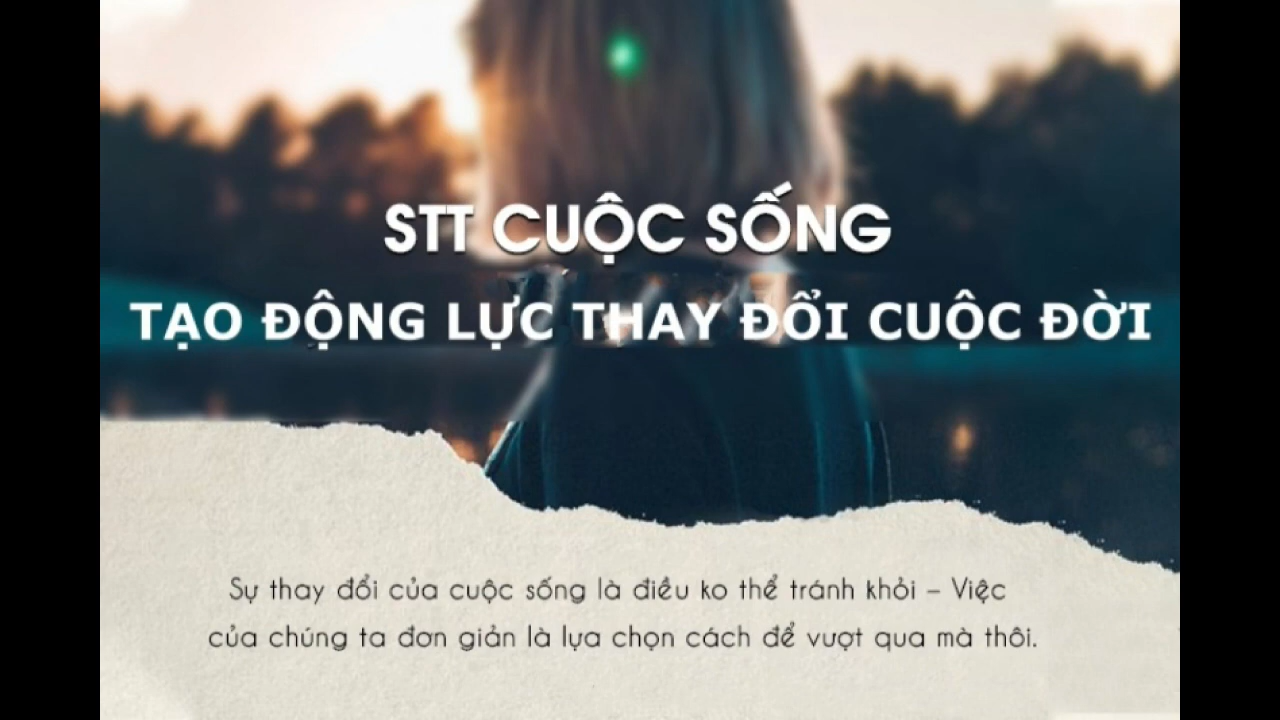 STT CUỘC SỐNG
TẠO ĐỘNG LỰC THAY ĐỔI CUỘC ĐỜI
Sự thay đổi của cuộc sống là điều ko thể tránh khỏi – Việc
của chúng ta đơn giản là lựa chọn cách để vượt qua mà thôi.